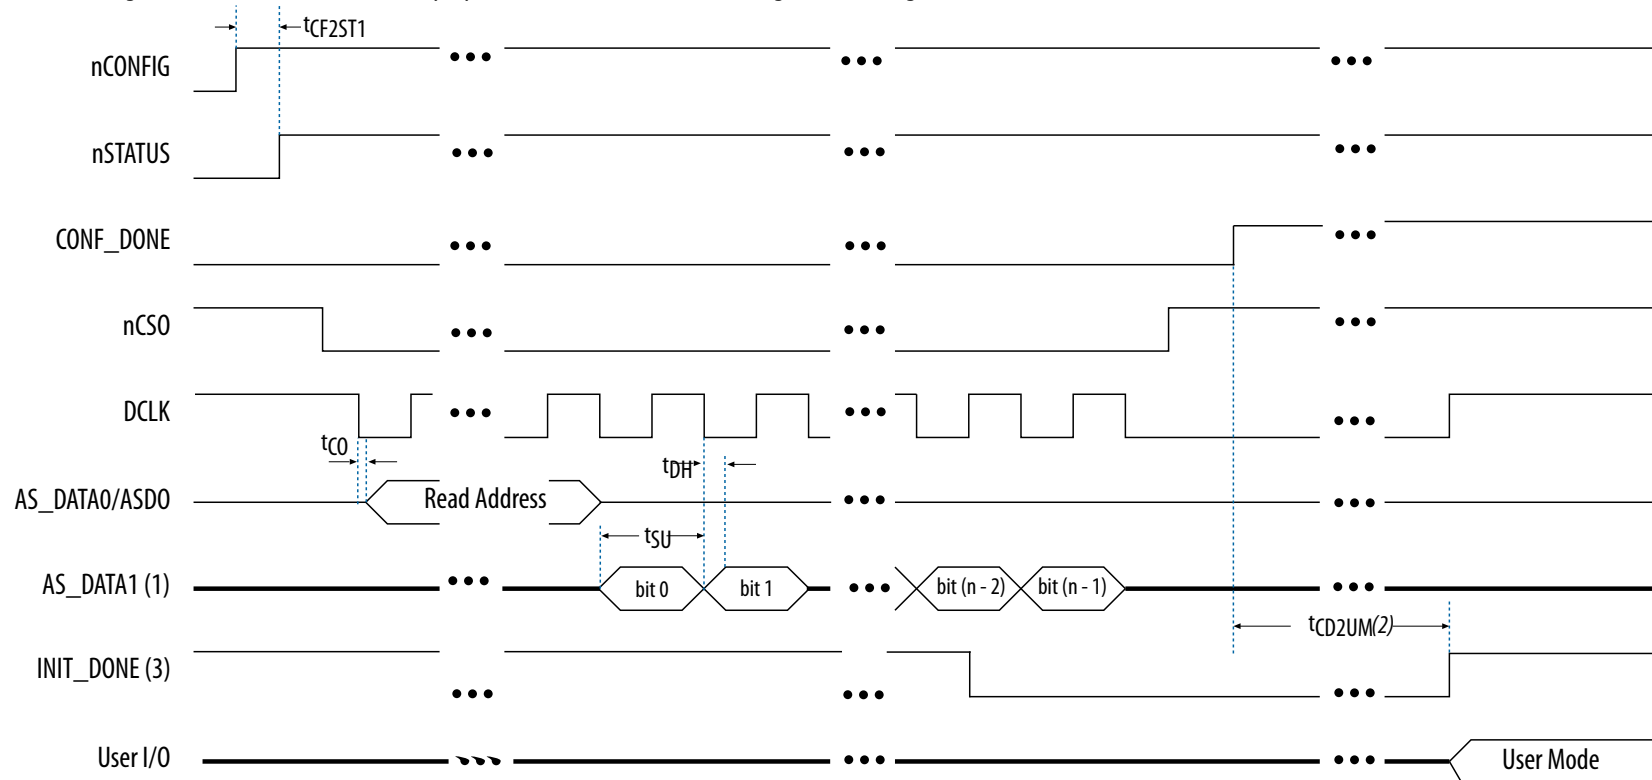 tCF2ST1
nCONFIG
nSTATUS
CONF_DONE
nCSO
DCLK
tCO
tDH
AS_DATA0/ASDO
Read Address
tSU
AS_DATA1 (1)
bit 0
bit 1
bit (n - 2)
bit (n - 1)
tCD2UM(2)
INIT_DONE (3)
User I/O
User Mode